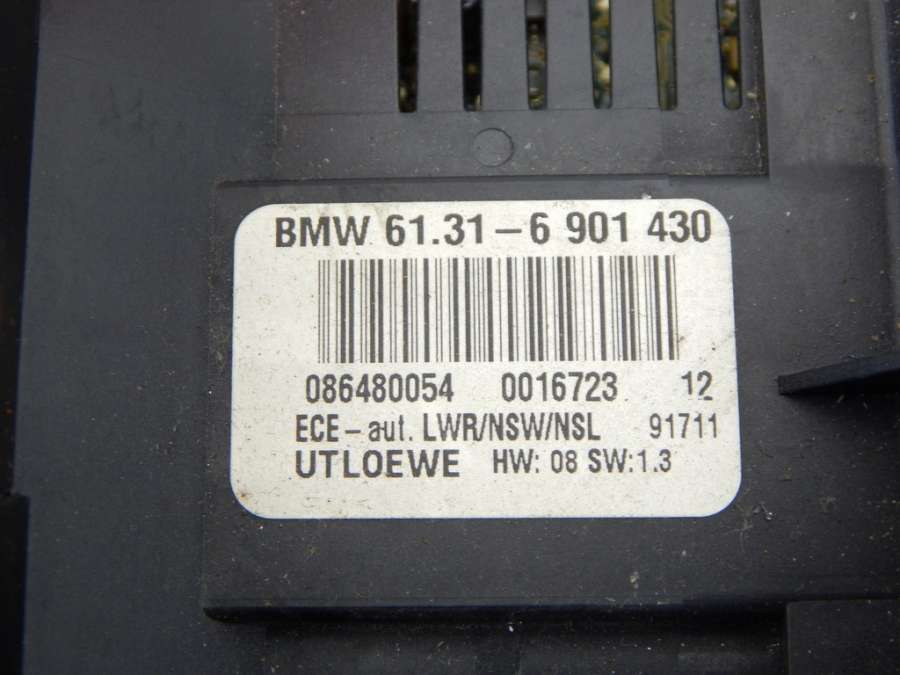 BMW 61.31-6 901 430
086480054 0016723 12
ECE-aut. LWR/NSW/NSL 91711
UTLOEWE HW: 08 SW:1.3